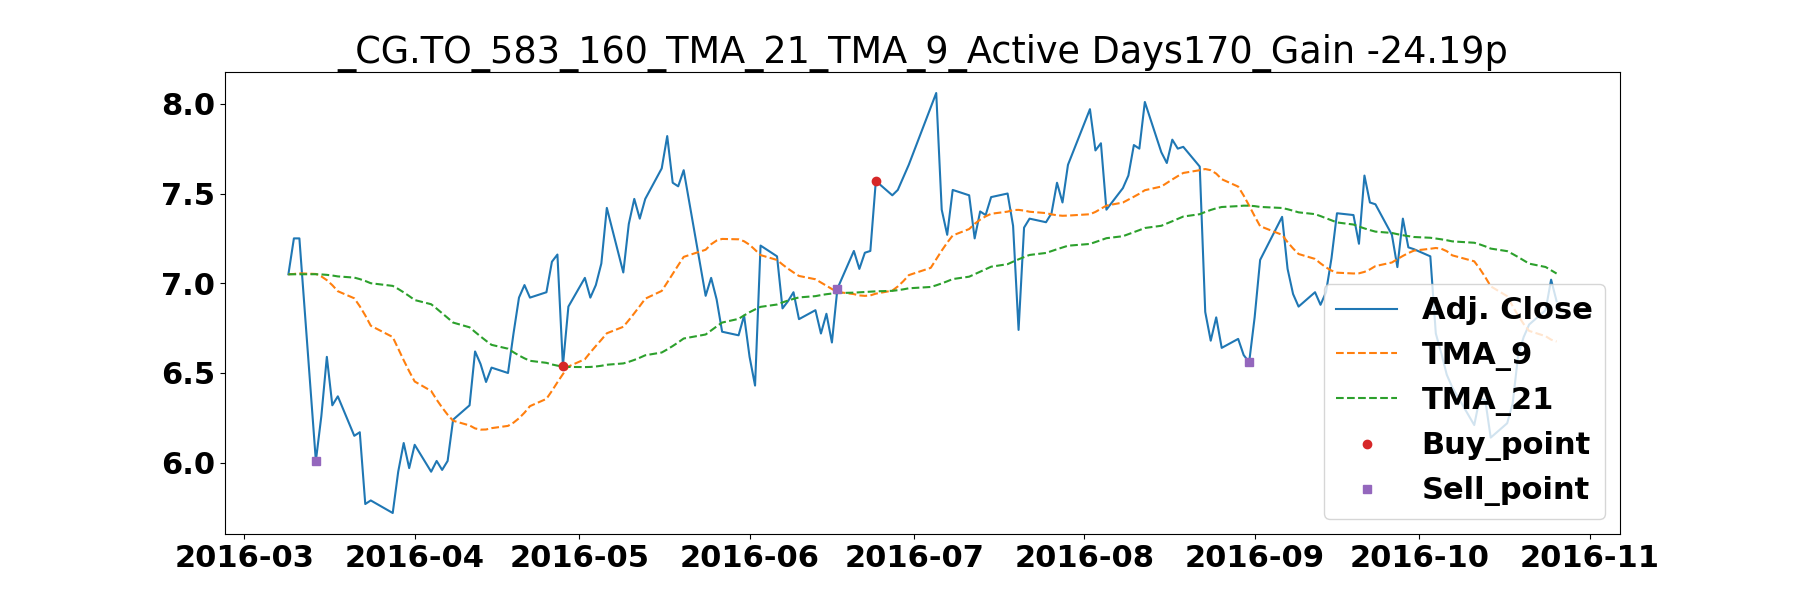 _CG.TO_583_160_TMA_21_TMA_9_Active Days170_Gain -24.19p
8.0
7.5
7.0
6.5
6.0
Adj. Close
TMA_9
TMA_21
Buy_point
Sell_point
2016-03 2016-04 2016-05 2016-06 2016-07 2016-08 2016-09 2016-10 2016-11